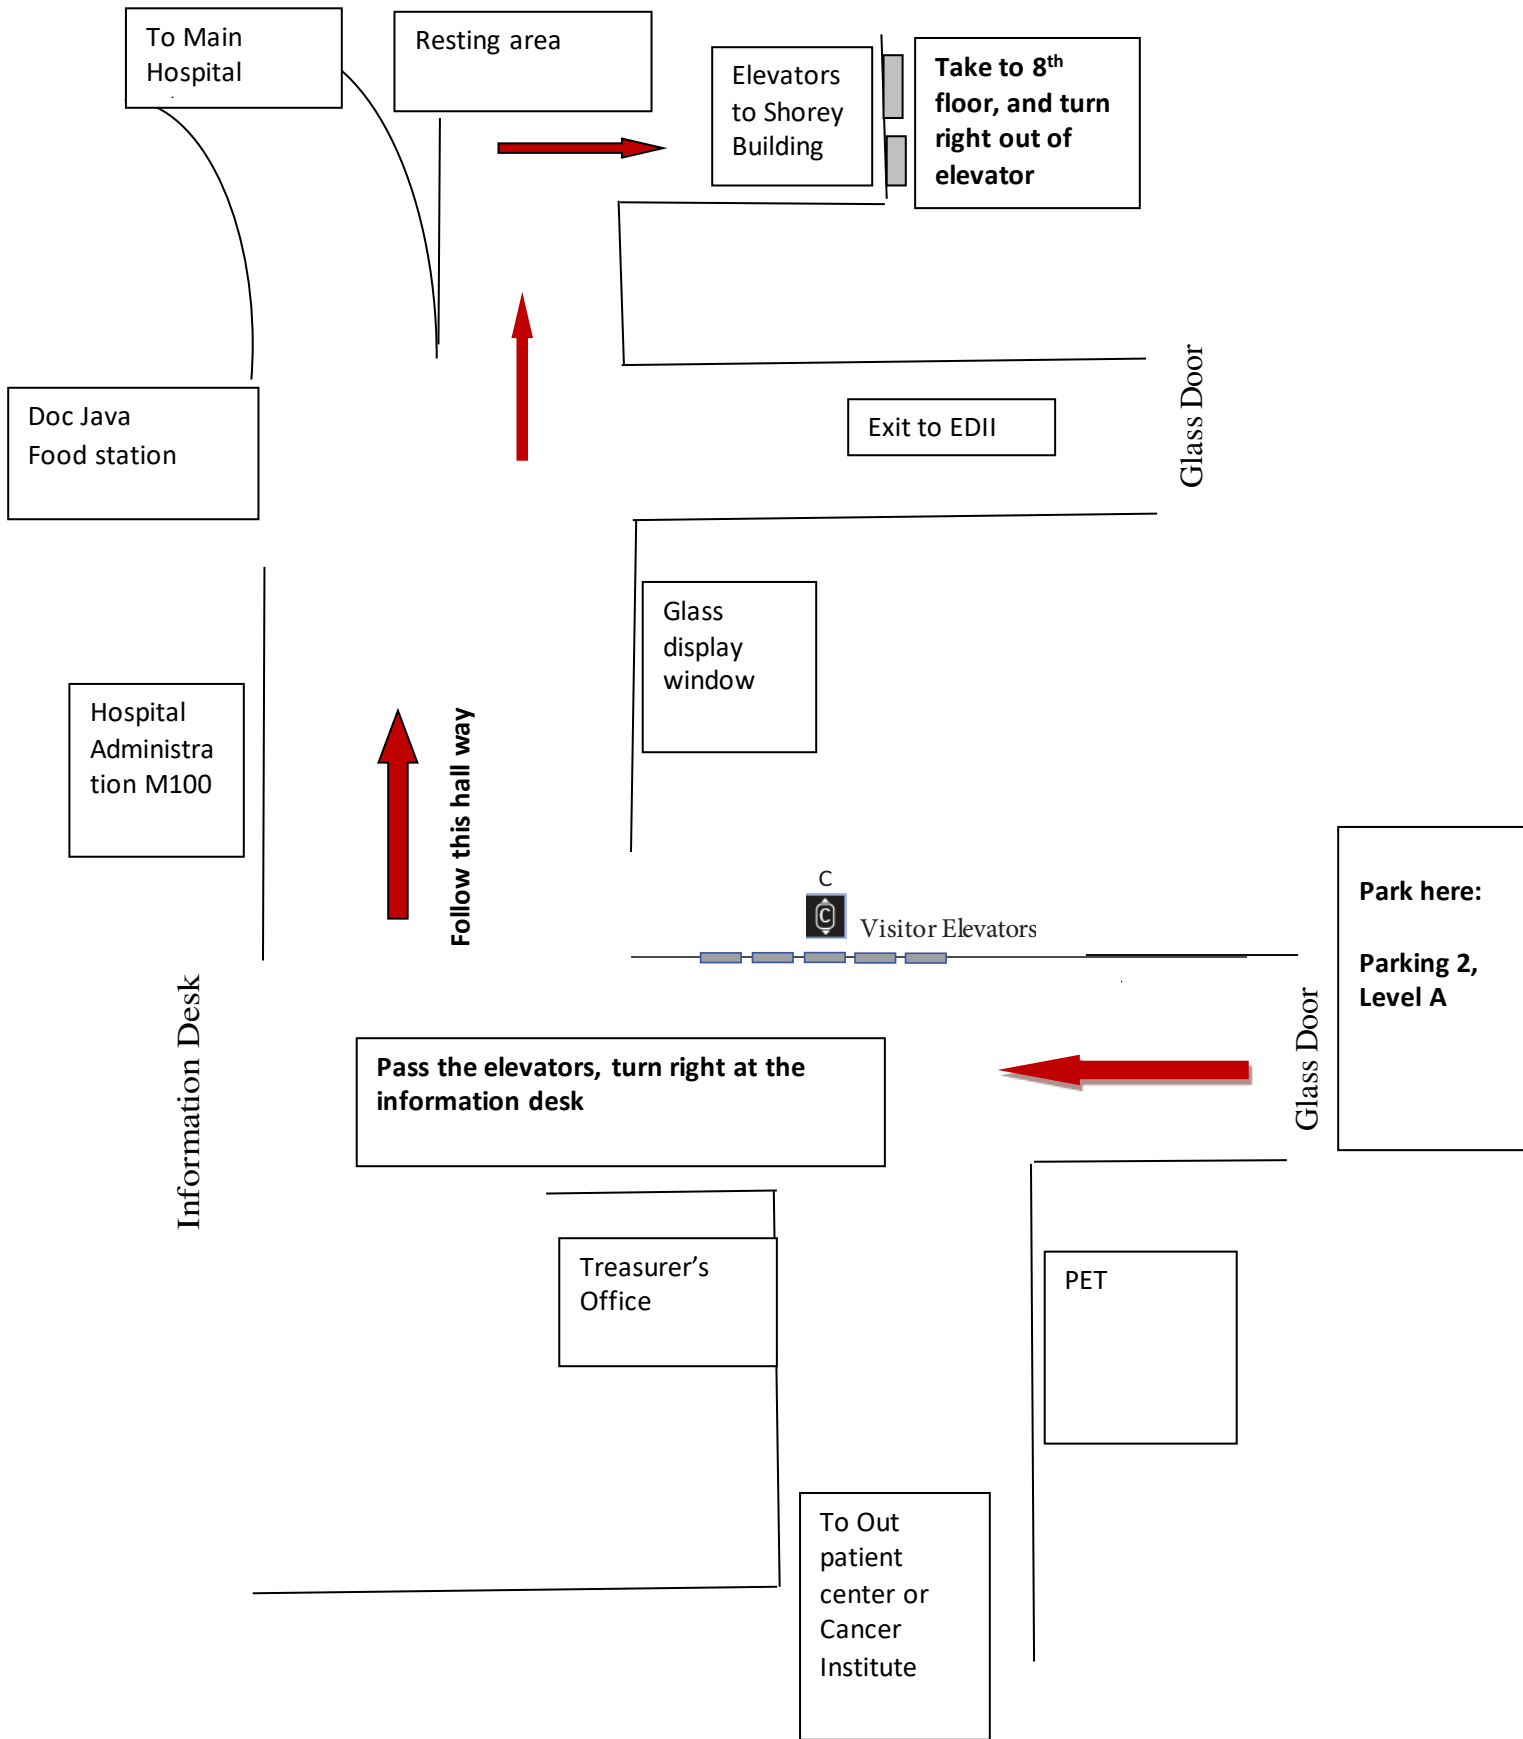 To Main
Hospital
Resting area
Elevators
to Shorey
Building
Take to 8th
floor, and turn
right out of
elevator
Doc Java
Food station
Exit to EDII
Glass Door
Glass
display
window
Hospital
Administra
tion M100
Follow this hall way
C
C
Visitor Elevators
Park here:
Parking 2,
Level A
Information Desk
Pass the elevators, turn right at the
information desk
Glass Door
Treasurer’s
Office
PET
To Out
patient
center or
Cancer
Institute